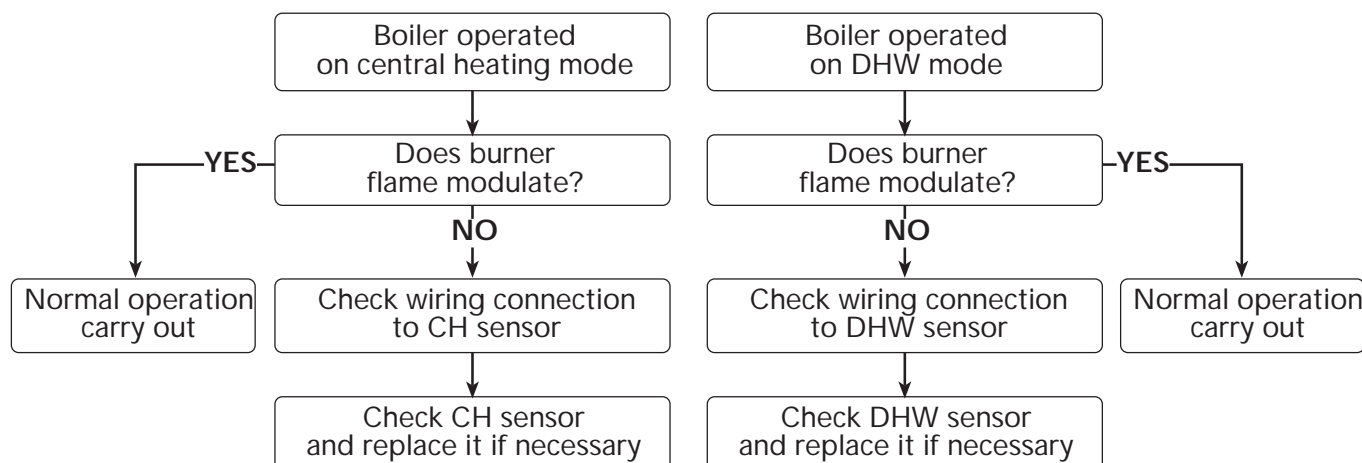 Boiler operated
on central heating mode
Boiler operated
on DHW mode
YES
Does burner
flame modulate?
Does burner
flame modulate?
YES
NO
NO
Normal operation
carry out
Check wiring connection
to CH sensor
Check wiring connection
to DHW sensor
Normal operation
carry out
Check CH sensor
and replace it if necessary
Check DHW sensor
and replace it if necessary